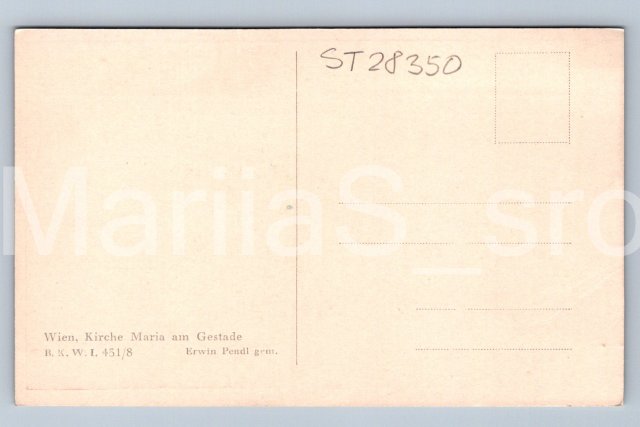 ST28350
MariiaS_sro
Wien, Kirche Maria am Gestade
B. K. W. I. 451/8 Erwin Pendl gem.